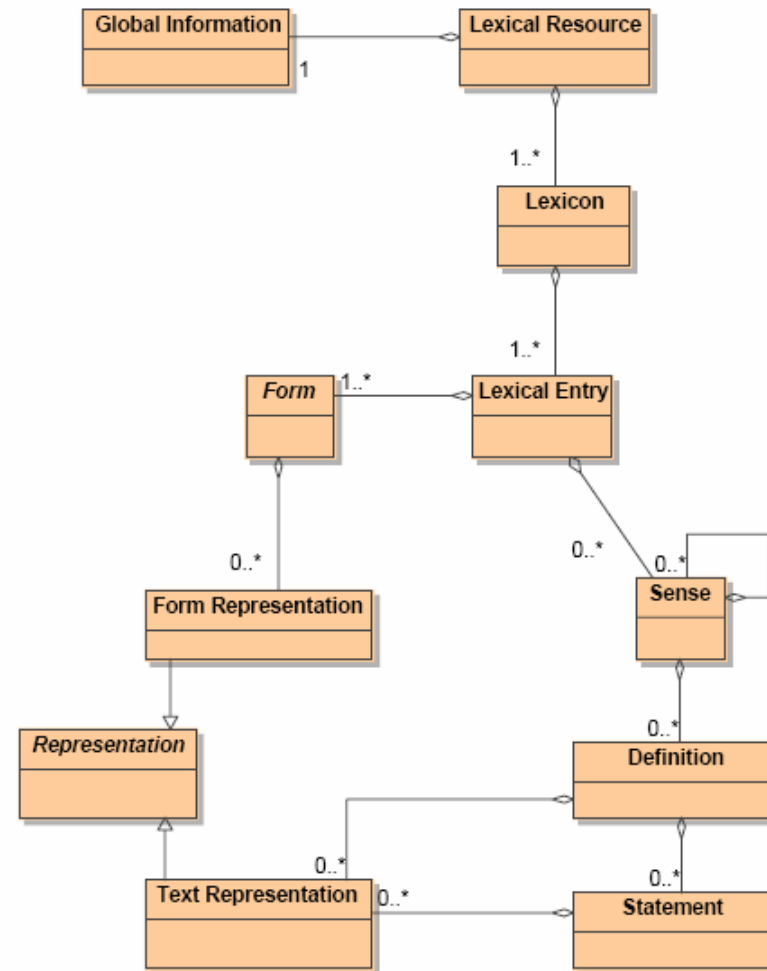 Global Information
Lexical Resource
1
1..*
Lexicon
1..*
Form
1..*
Lexical Entry
0..*
0..*
0..*
Form Representation
Sense
Representation
0..*
Definition
0..*
0..*
Text Representation
0..*
Statement